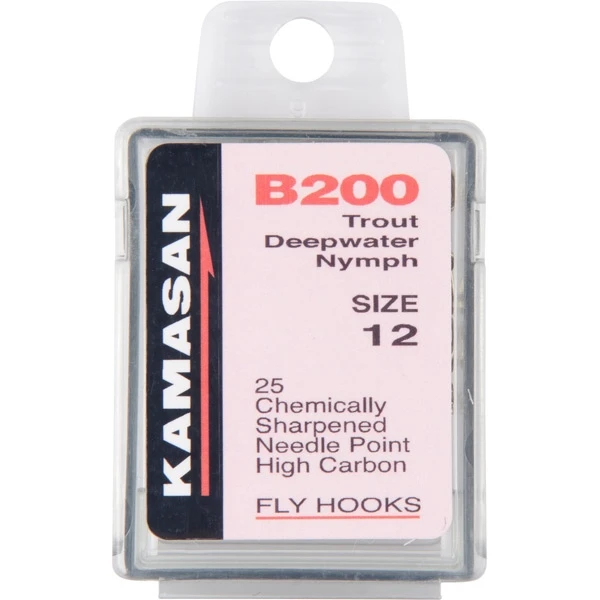 KAMASAN
B200
Trout
Deepwater
Nymph
SIZE
12
25
Chemically
Sharpened
Needle Point
High Carbon
FLY HOOKS